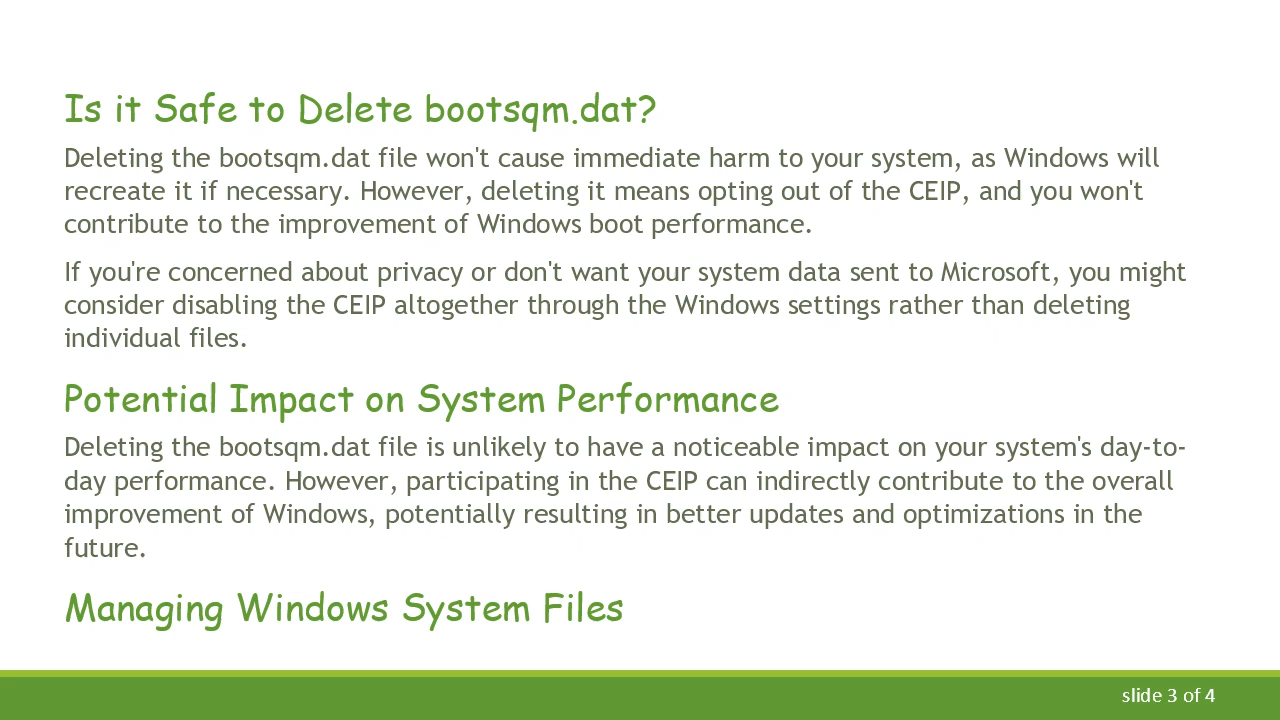 Is it Safe to Delete bootsqm.dat?
Deleting the bootsqm.dat file won't cause immediate harm to your system, as Windows will
recreate it if necessary. However, deleting it means opting out of the CEIP, and you won't
contribute to the improvement of Windows boot performance.
If you're concerned about privacy or don't want your system data sent to Microsoft, you might
consider disabling the CEIP altogether through the Windows settings rather than deleting
individual files.
Potential Impact on System Performance
Deleting the bootsqm.dat file is unlikely to have a noticeable impact on your system's day-to-
day performance. However, participating in the CEIP can indirectly contribute to the overall
improvement of Windows, potentially resulting in better updates and optimizations in the
future.
Managing Windows System Files
slide 3 of 4